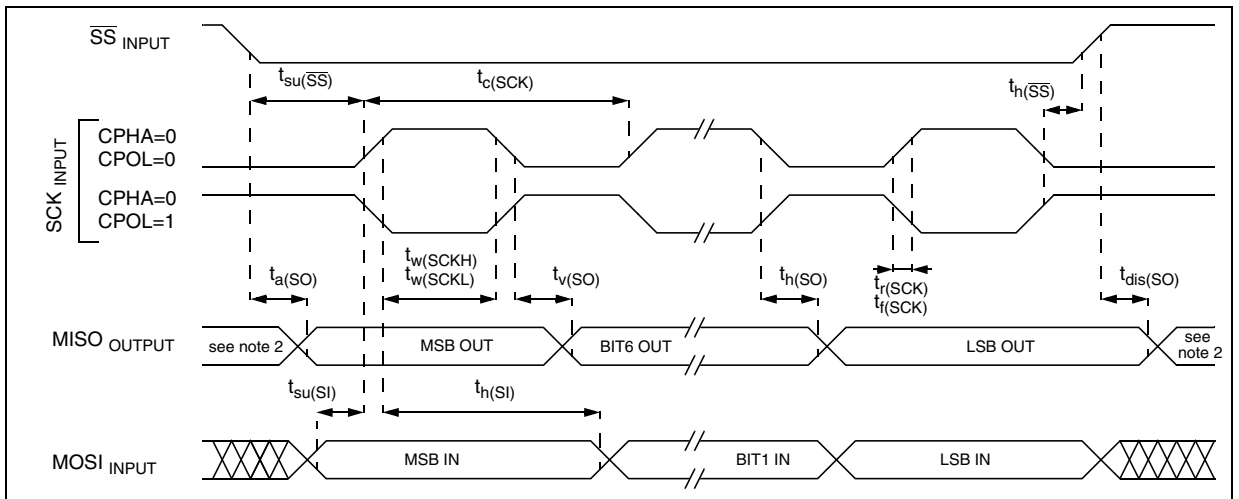 SS INPUT
tsu(SS)
tc(SCK)
th(SS)
SCK INPUT
CPHA=0
CPOL=0
CPHA=0
CPOL=1
ta(SO)
tw(SCKH)
tw(SCKL)
tv(SO)
th(SO)
tr(SCK)
tf(SCK)
tdis(SO)
MISO OUTPUT
see note 2
MSB OUT
BIT6 OUT
LSB OUT
see
note 2
tsu(SI)
th(SI)
MOSI INPUT
MSB IN
BIT1 IN
LSB IN